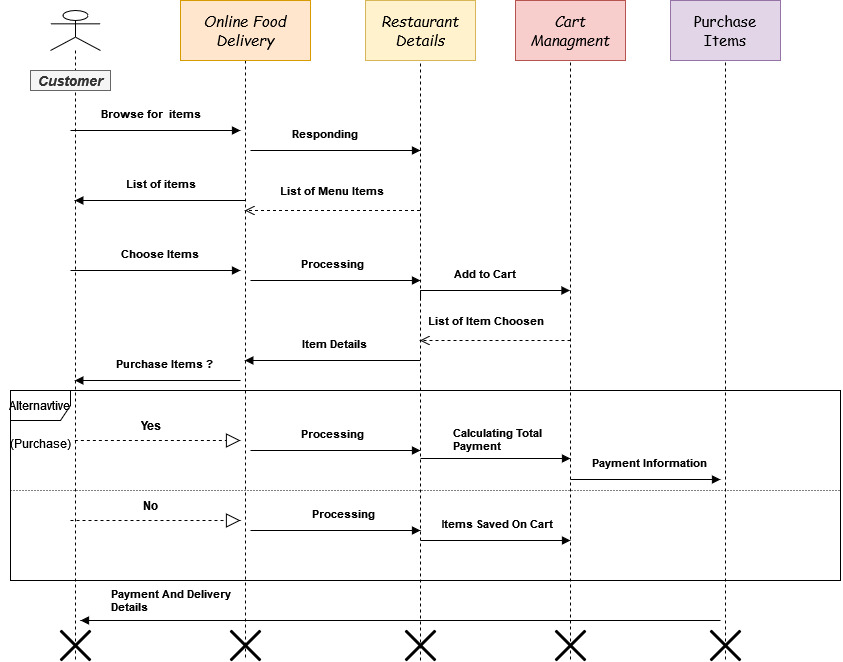 Online Food
Delivery
Restaurant
Details
Cart
Managment
Purchase
Items
Customer
Browse for items
Responding
List of items
List of Menu Items
Choose Items
Processing
Add to Cart
List of Item Choosen
Item Details
Purchase Items ?
Alternavtive
(Purchase)
Yes
Processing
Calculating Total
Payment
Payment Information
No
Processing
Items Saved On Cart
Payment And Delivery
Details